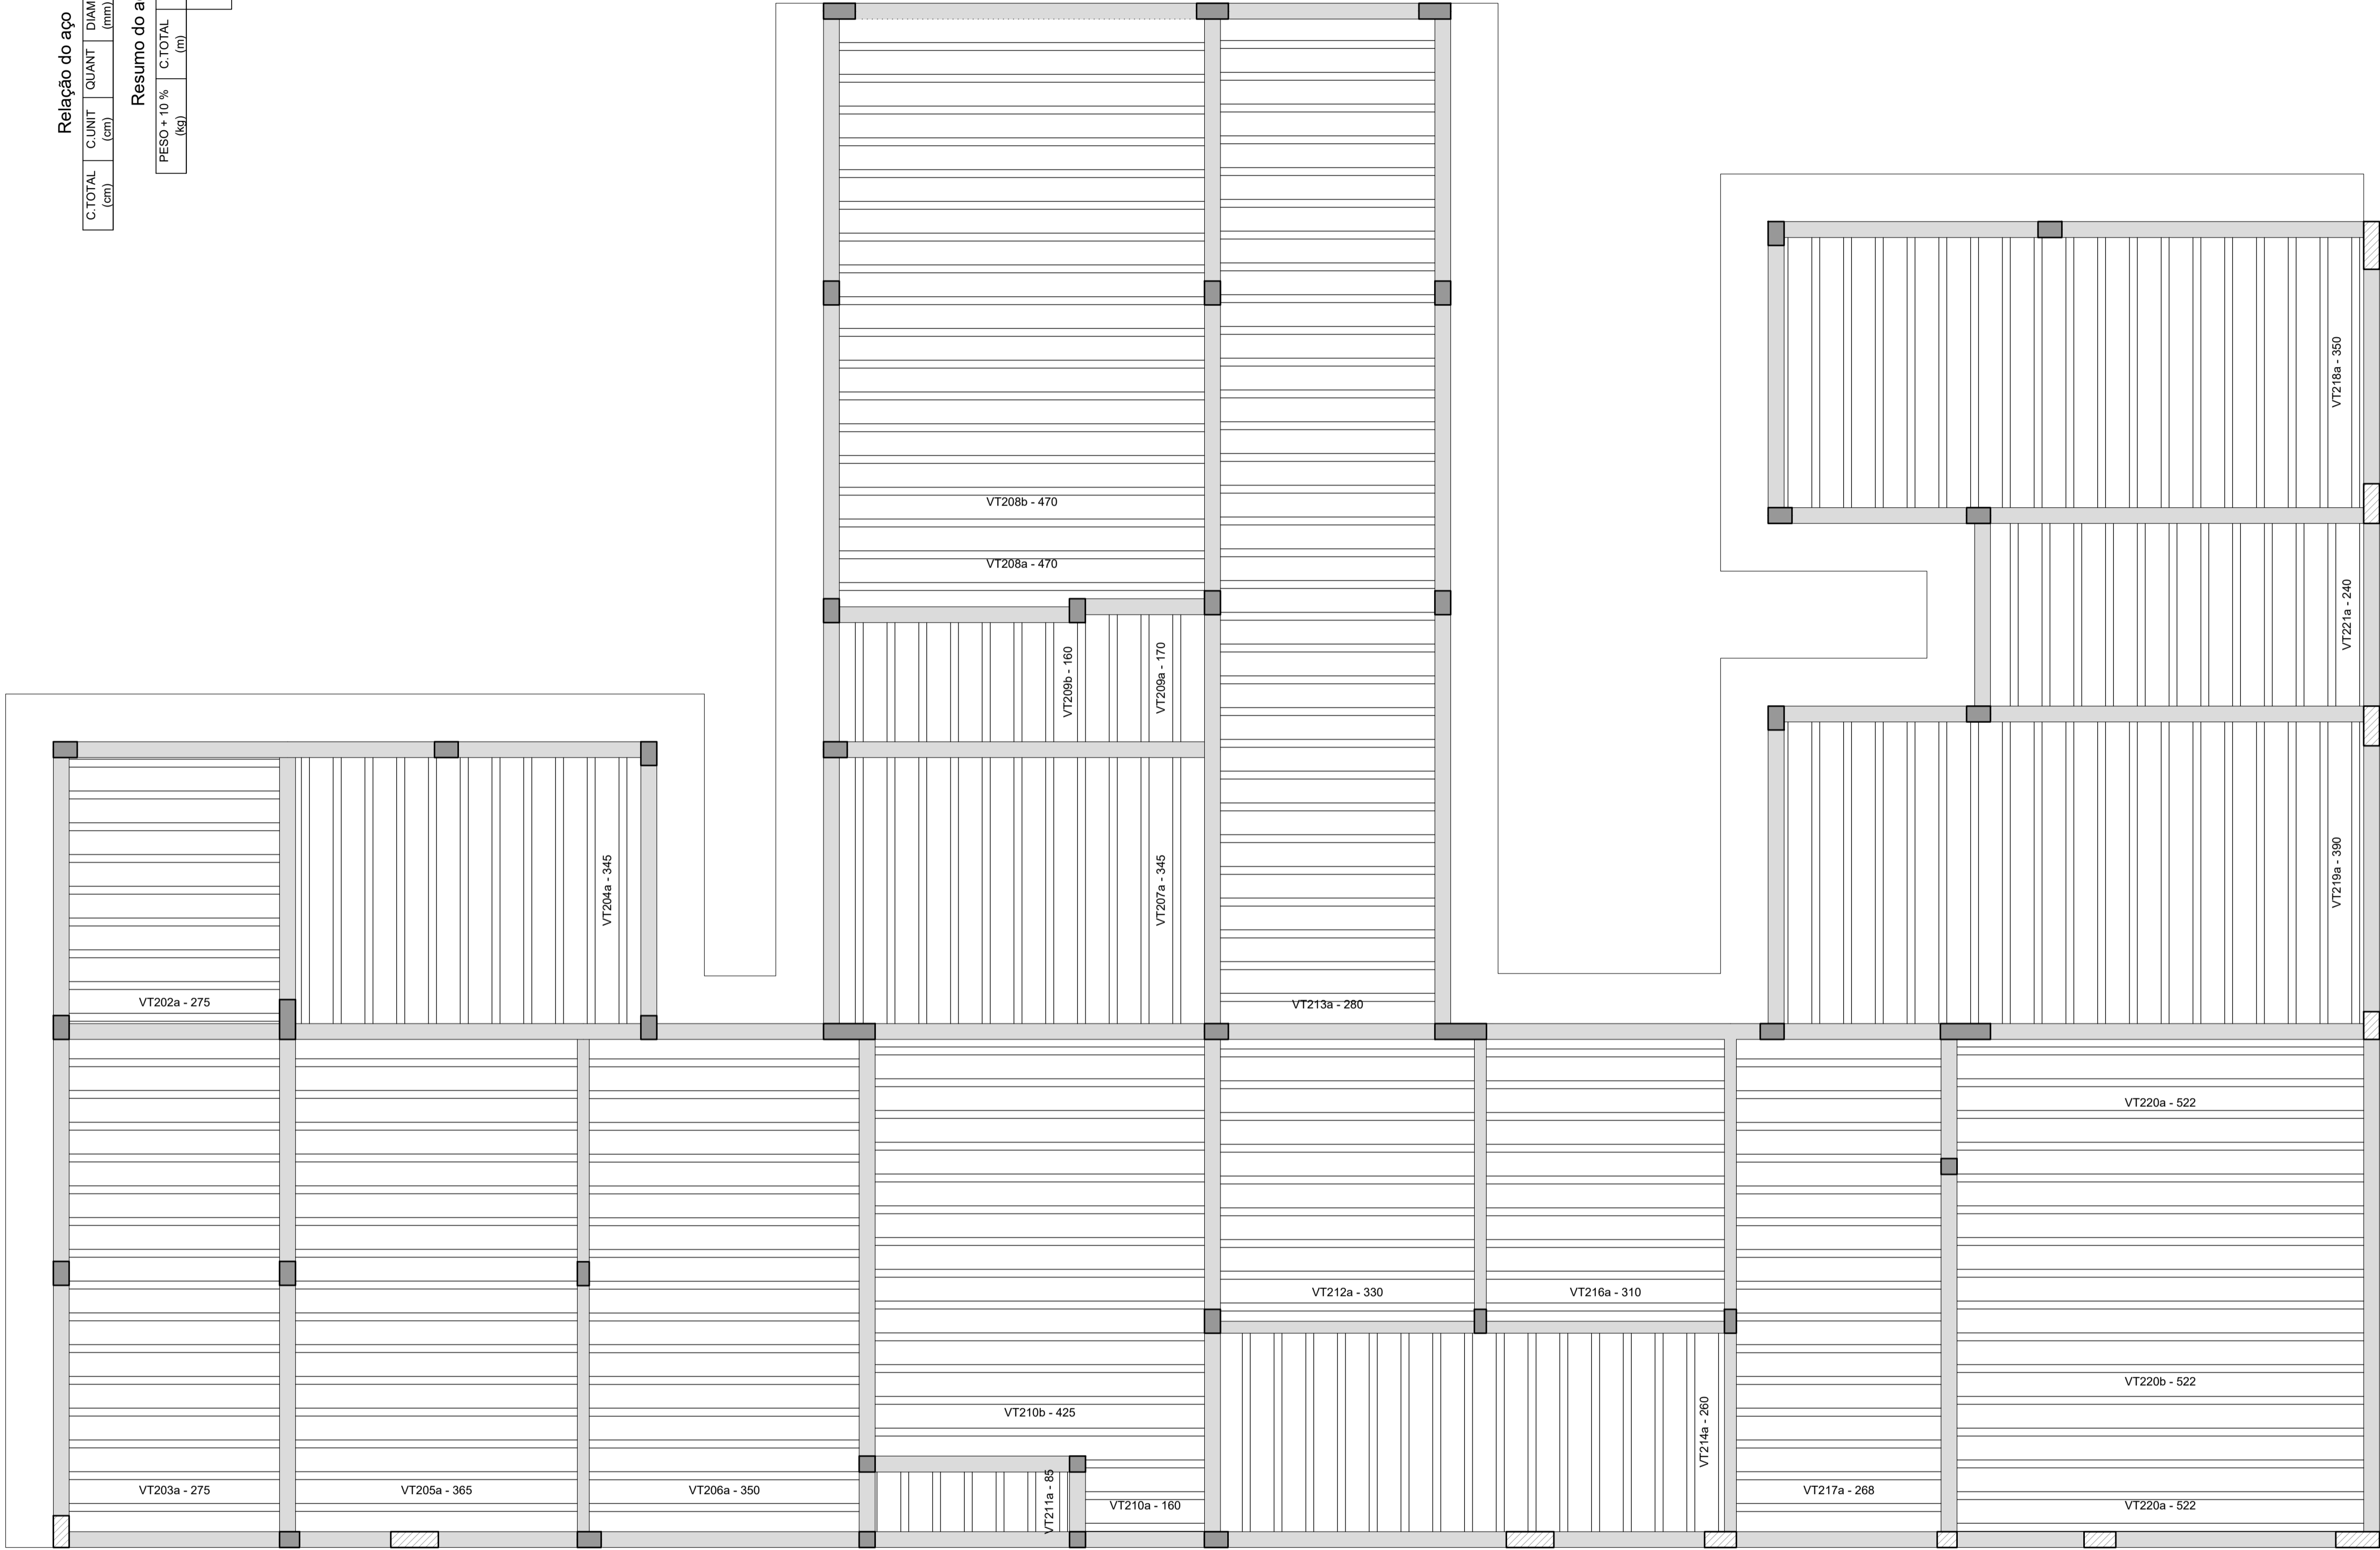 Relação do aço
C.TOTAL
(cm)
C.UNIT
(cm)
QUANT
DIAM
(mm)
Resumo do a
PESO + 10 %
(kg)
C.TOTAL
(m)
VT218a - 350
VT208b - 470
VT208a - 470
VT221a - 240
VT209b - 160
VT209a - 170
VT204a - 345
VT207a - 345
VT219a - 390
VT202a - 275
VT213a - 280
VT220a - 522
VT212a - 330
VT216a - 310
VT220b - 522
VT210b - 425
VT214a - 260
VT203a - 275
VT205a - 365
VT206a - 350
VT211a - 85
VT210a - 160
VT217a - 268
VT220a - 522